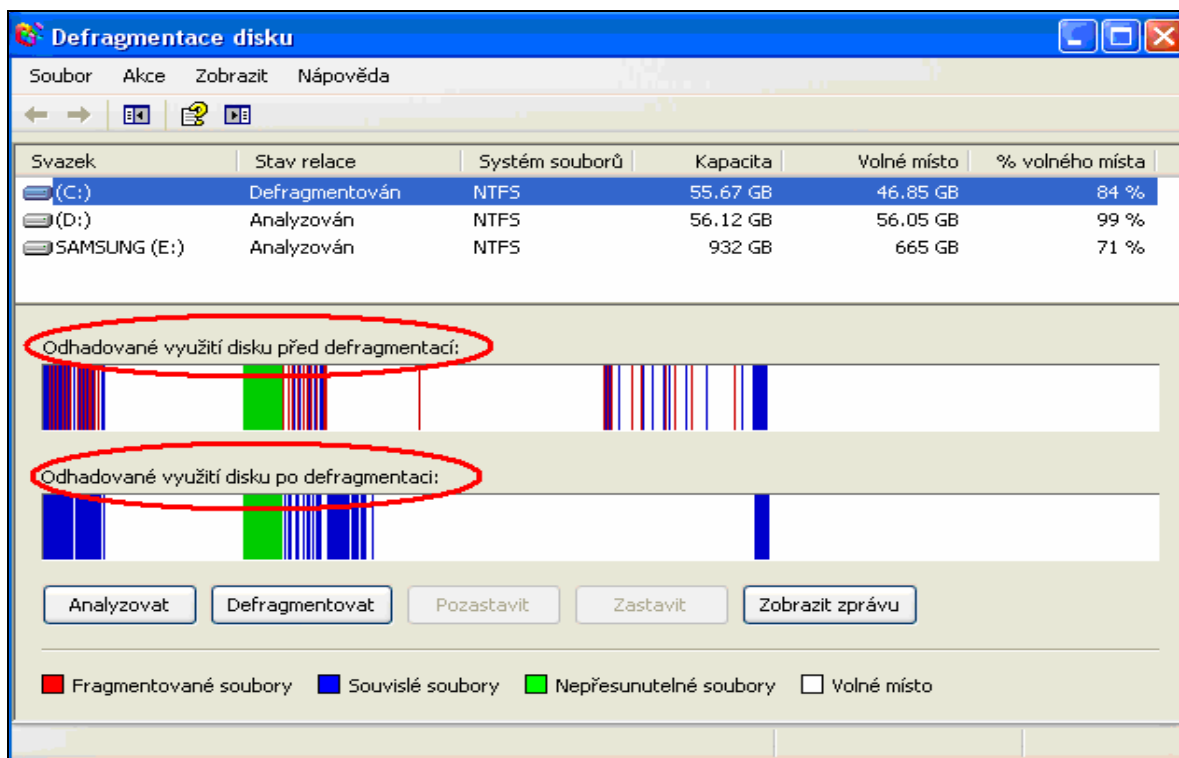 Defragmentace disku
Soubor Akce Zobrazit Nápověda
Svazek Stav relace Systém souborů Kapacita Volné místo % volného místa
(C:) Defragmentován NTFS 55.67 GB 46.85 GB 84 %
(D:) Analyzován NTFS 56.12 GB 56.05 GB 99 %
SAMSUNG (E:) Analyzován NTFS 932 GB 665 GB 71 %
Odhadované využití disku před defragmentací:
Odhadované využití disku po defragmentaci:
Analyzovat Defragmentovat Pozastavit Zastavit Zobrazit zprávu
Fragmentované soubory Souvislé soubory Nepřesunutelné soubory Volné místo